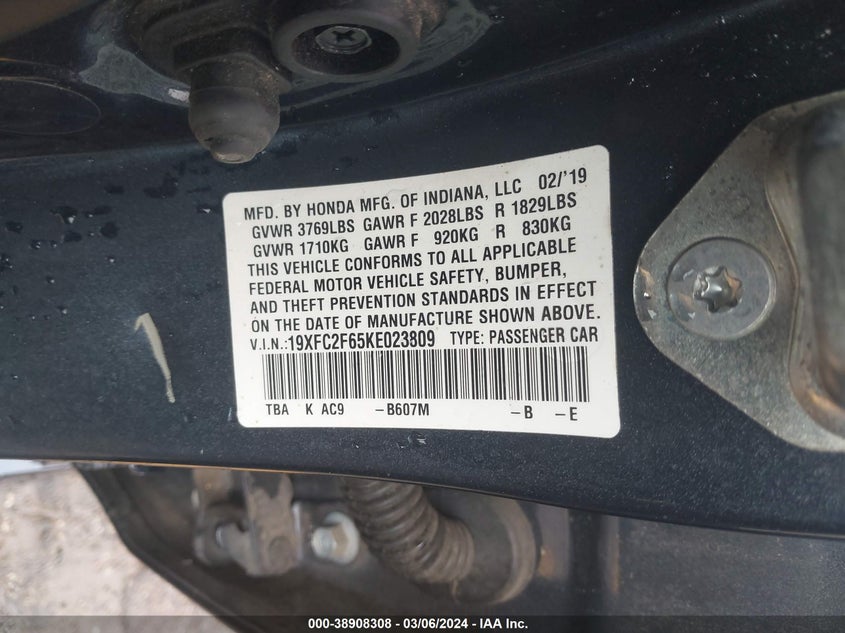 MFD. BY HONDA MFG. OF INDIANA, LLC 02/'19
GVWR 3769LBS GAWR F 2028LBS R 1829LBS
GVWR 1710KG GAWR F 920KG R 830KG
THIS VEHICLE CONFORMS TO ALL APPLICABLE
FEDERAL MOTOR VEHICLE SAFETY, BUMPER,
AND THEFT PREVENTION STANDARDS IN EFFECT
ON THE DATE OF MANUFACTURE SHOWN ABOVE.
V.I.N.:19XFC2F65KE023809 TYPE: PASSENGER CAR
TBA K AC9 -B607M -B -E
000-38908308 - 03/06/2024 - IAA Inc.